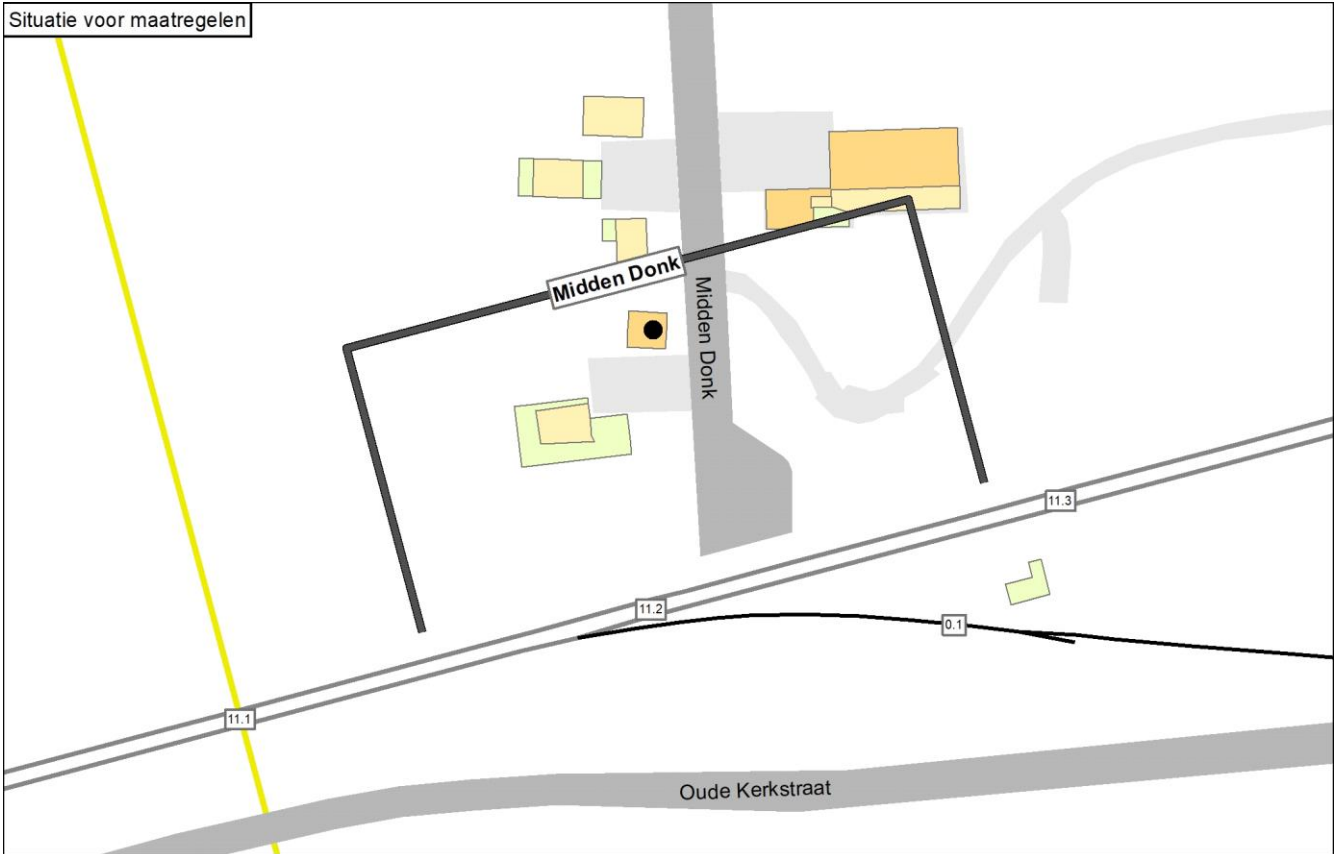 Situatie voor maatregelen
Midden Donk
Midden Donk
11.3
11.2
0.1
11.1
Oude Kerkstraat